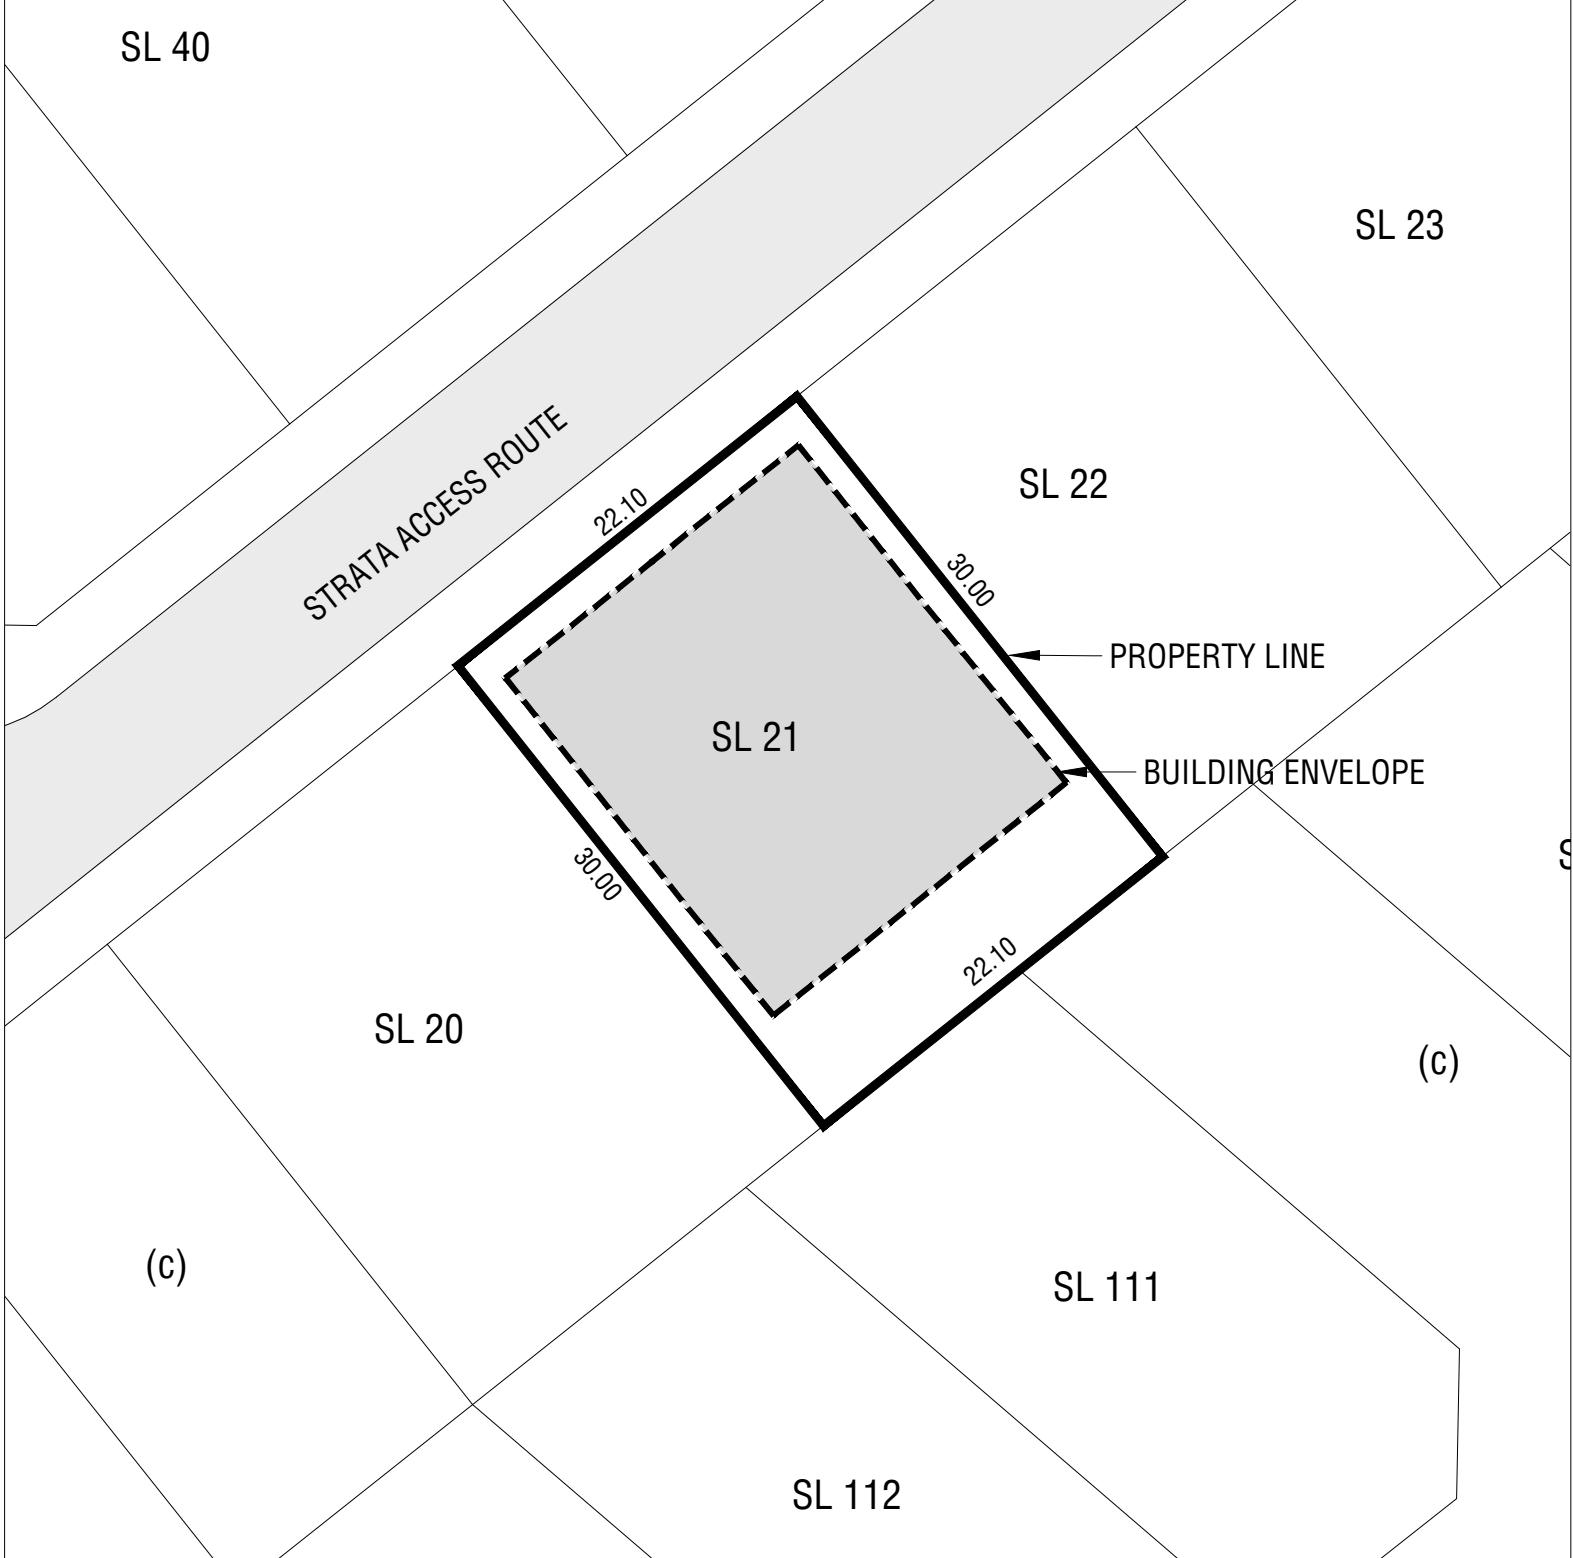 SL 40
SL 23
STRATA ACCESS ROUTE
22.10
SL 22
30.00
PROPERTY LINE
SL 21
BUILDING ENVELOPE
30.00
22.10
SL 20
(c)
(c)
SL 111
SL 112